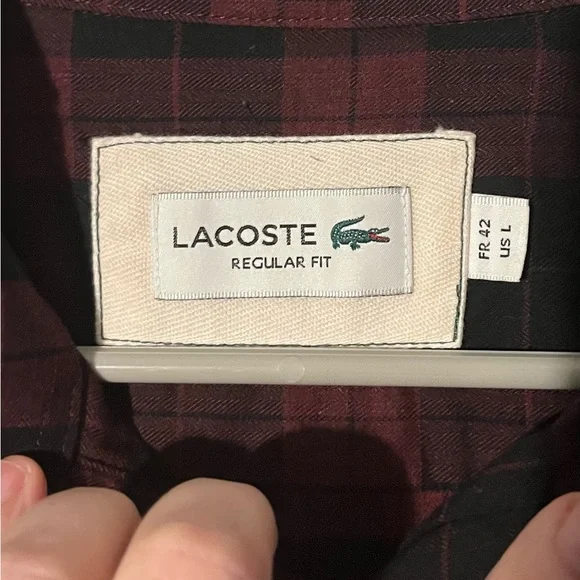 LACOSTE
REGULAR FIT
FR 42
US L